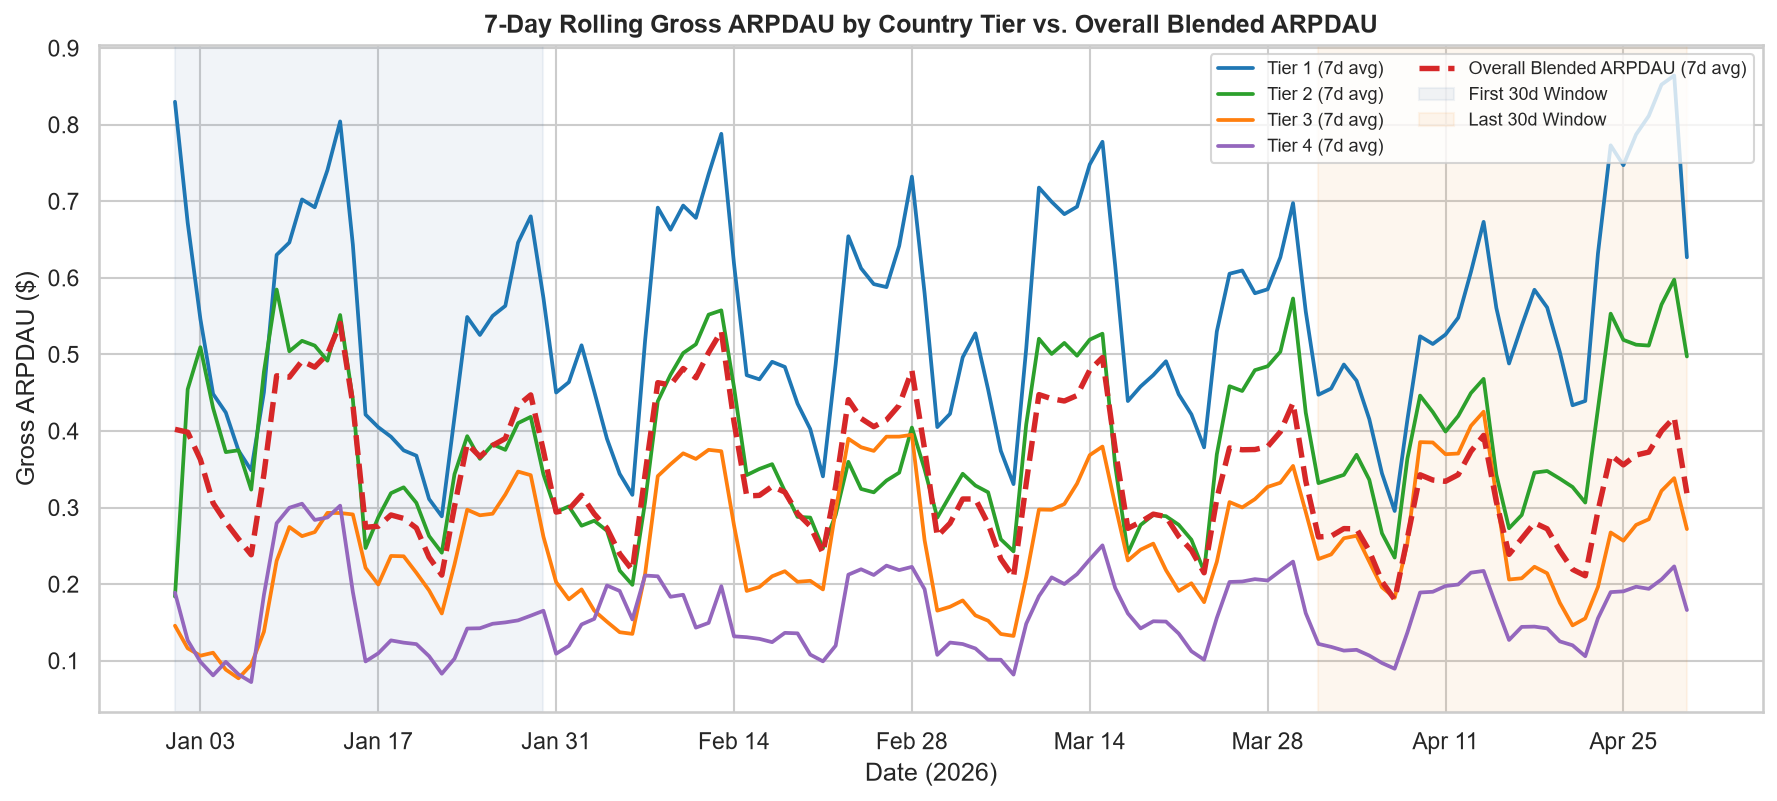 7-Day Rolling Gross ARPDAU by Country Tier vs. Overall Blended ARPDAU
Tier 1 (7d avg)
Tier 2 (7d avg)
Tier 3 (7d avg)
Tier 4 (7d avg)
Overall Blended ARPDAU (7d avg)
First 30d Window
Last 30d Window
Gross ARPDAU ($)
0.9
0.8
0.7
0.6
0.5
0.4
0.3
0.2
0.1
Jan 03
Jan 17
Jan 31
Feb 14
Feb 28
Mar 14
Mar 28
Apr 11
Apr 25
Date (2026)